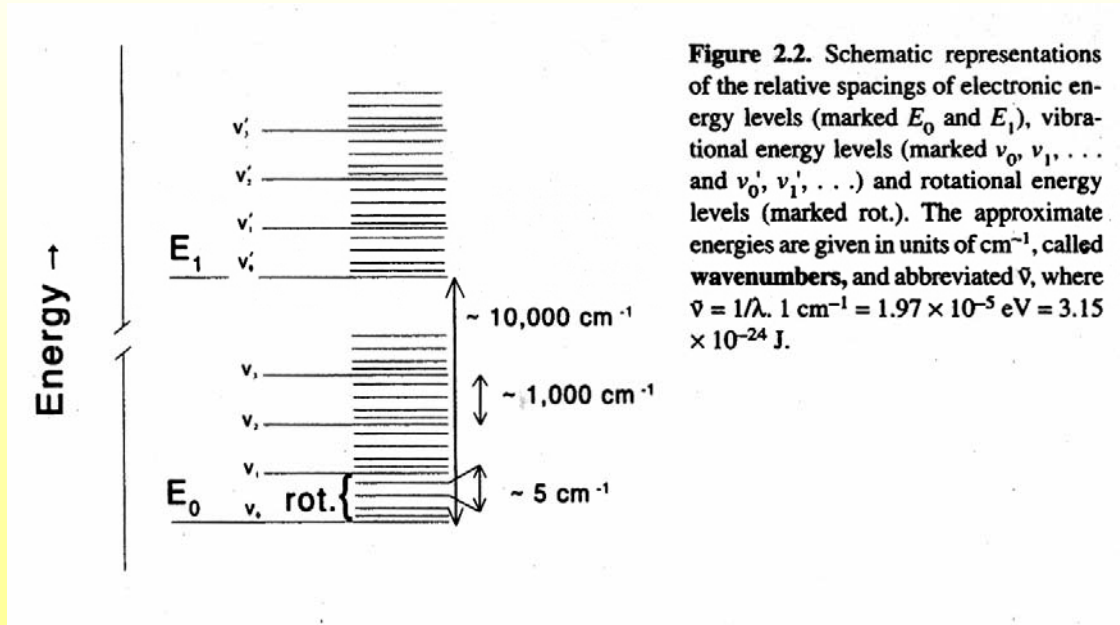 Energy →
v′₃
v′₂
v′₁
E₁ v′₀
~ 10,000 cm⁻¹
v₃
~ 1,000 cm⁻¹
v₂
v₁
E₀ v₀ rot.{
~ 5 cm⁻¹
Figure 2.2. Schematic representations
of the relative spacings of electronic en-
ergy levels (marked E₀ and E₁), vibra-
tional energy levels (marked v₀, v₁, . . .
and v₀', v₁', . . .) and rotational energy
levels (marked rot.). The approximate
energies are given in units of cm⁻¹, called
wavenumbers, and abbreviated ṽ, where
ṽ = 1/λ. 1 cm⁻¹ = 1.97 × 10⁻⁵ eV = 3.15
× 10⁻²⁴ J.